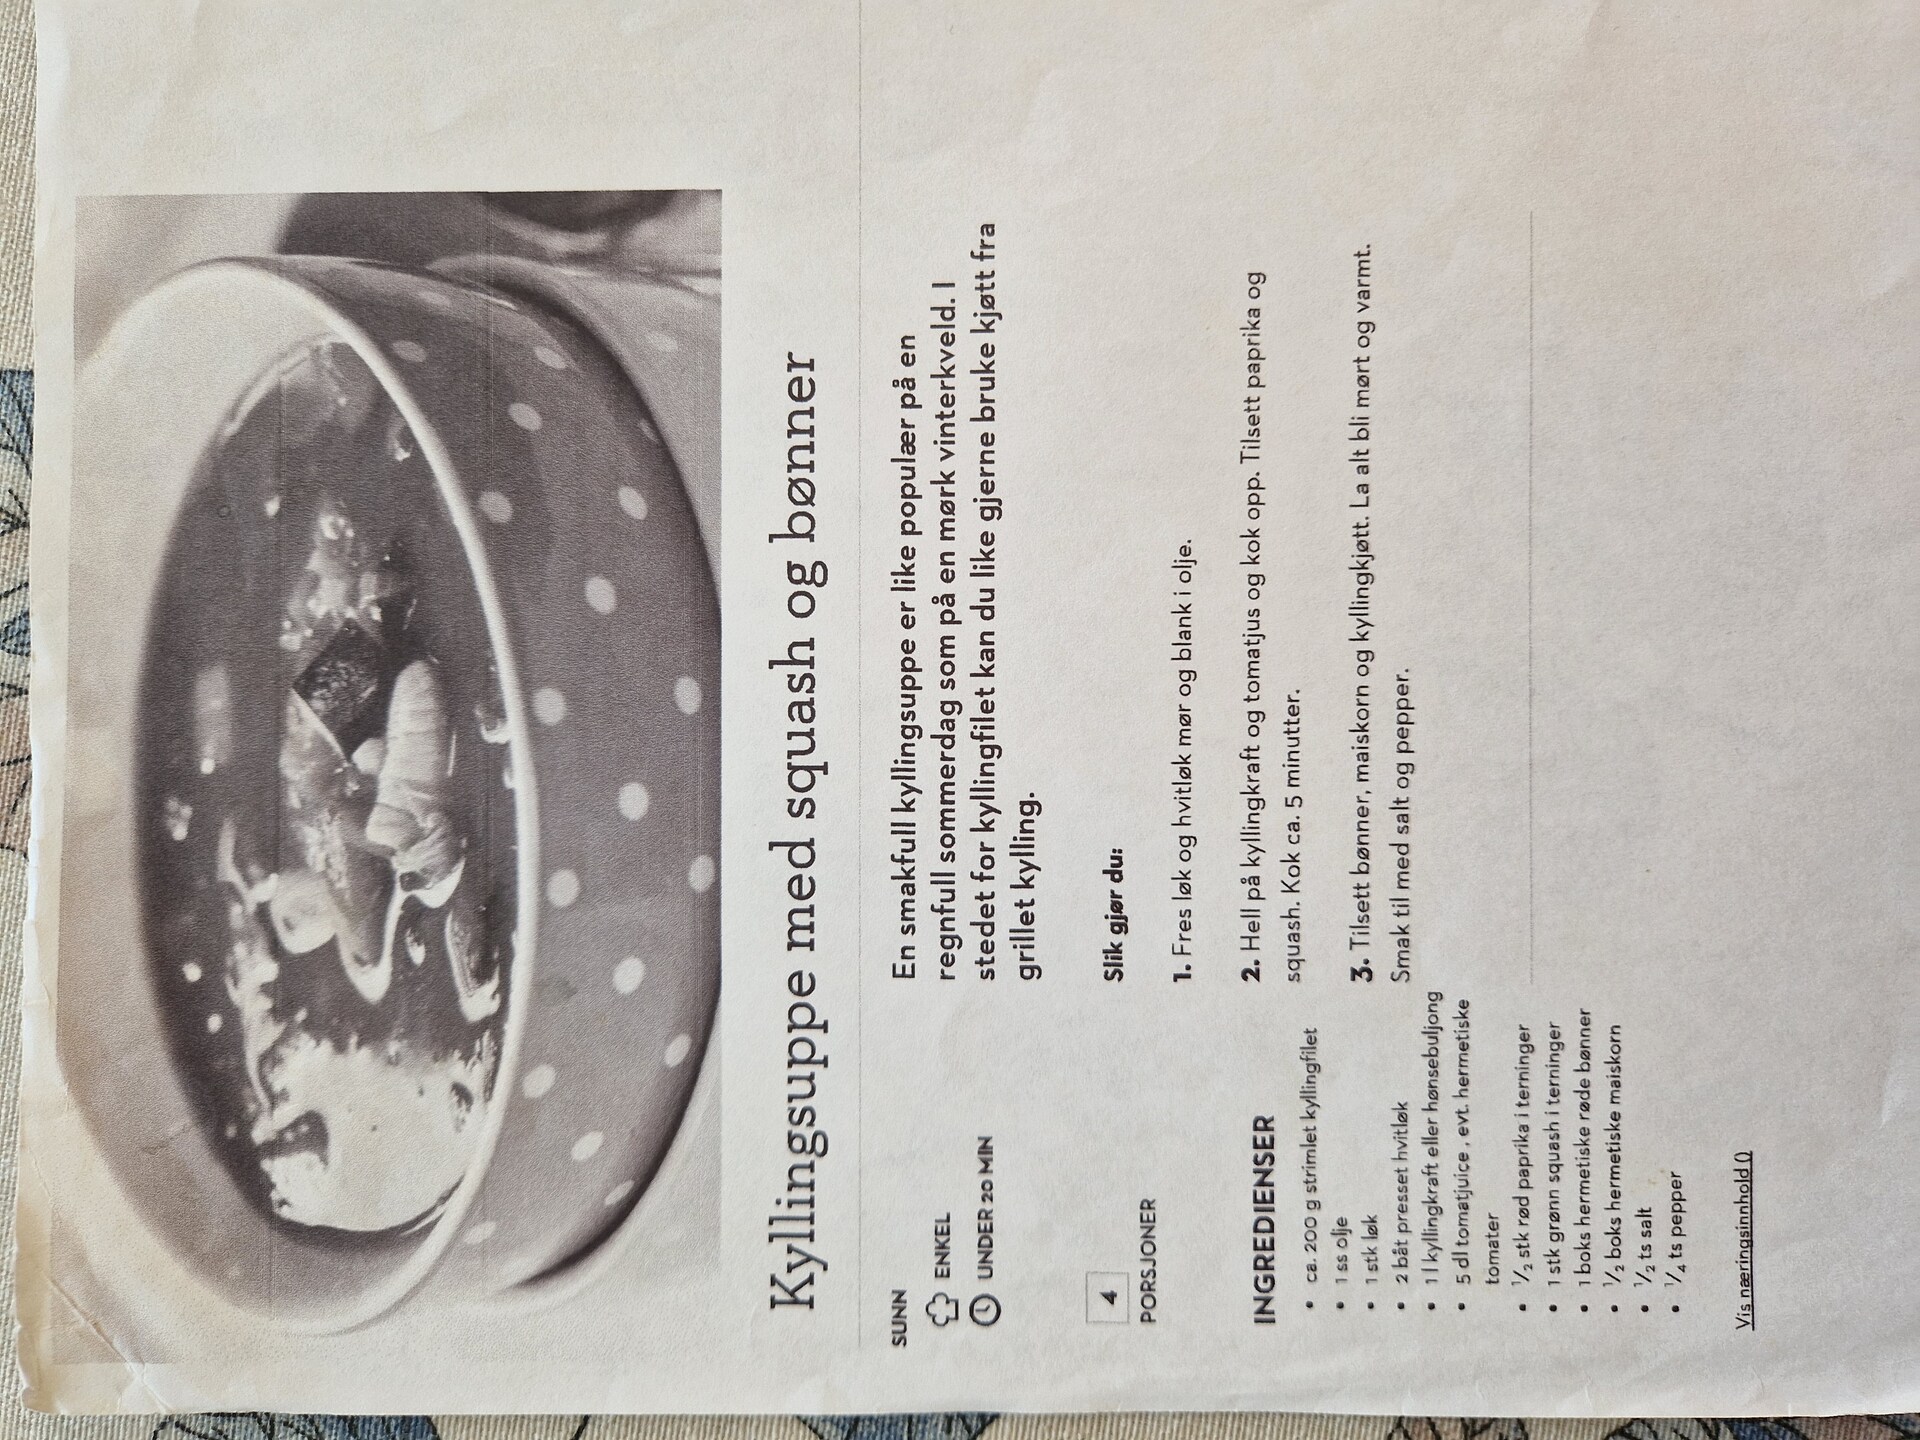 Kyllingsuppe med squash og bønner
SUNN
ENKEL
UNDER 20 MIN
4
PORSJONER
INGREDIENSER
• ca. 200 g strimlet kyllingfilet
• 1 ss olje
• 1 stk løk
• 2 båt presset hvitløk
• 1 l kyllingkraft eller hønsebuljong
• 5 dl tomatjuice , evt. hermetiske
tomater
• 1/2 stk rød paprika i terninger
• 1 stk grønn squash i terninger
• 1 boks hermetiske røde bønner
• 1/2 boks hermetiske maiskorn
• 1/2 ts salt
• 1/4 ts pepper
Vis næringsinnhold ()
En smakfull kyllingsuppe er like populær på en
regnfull sommerdag som på en mørk vinterkveld. I
stedet for kyllingfilet kan du like gjerne bruke kjøtt fra
grillet kylling.
Slik gjør du:
1. Fres løk og hvitløk mør og blank i olje.
2. Hell på kyllingkraft og tomatjus og kok opp. Tilsett paprika og
squash. Kok ca. 5 minutter.
3. Tilsett bønner, maiskorn og kyllingkjøtt. La alt bli mørt og varmt.
Smak til med salt og pepper.